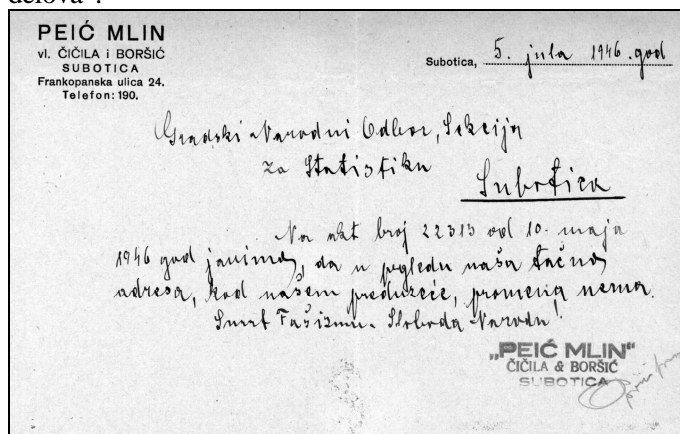 delova".
PEIĆ MLIN
vl. ČIČILA i BORŠIĆ
SUBOTICA
Frankopanska ulica 24.
Telefon: 190.
Subotica, 5. jula 1946. god
Gradski Narodni Odbor, Sekcija
za Statistiku
Subotica
Na akt broj 22313 od 10. maja
1946 god javimo, da u pgledu naša tačna
adresa, kod našem preduzeće, promena nema.
Smrt Fašizmu. Sloboda Narodu!
„PEIĆ MLIN“
ČIČILA & BORŠIĆ
SUBOTICA